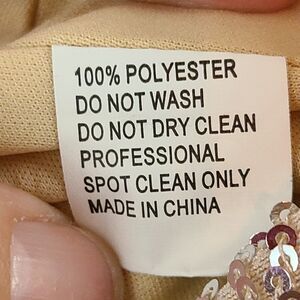 100% POLYESTER
DO NOT WASH
DO NOT DRY CLEAN
PROFESSIONAL
SPOT CLEAN ONLY
MADE IN CHINA